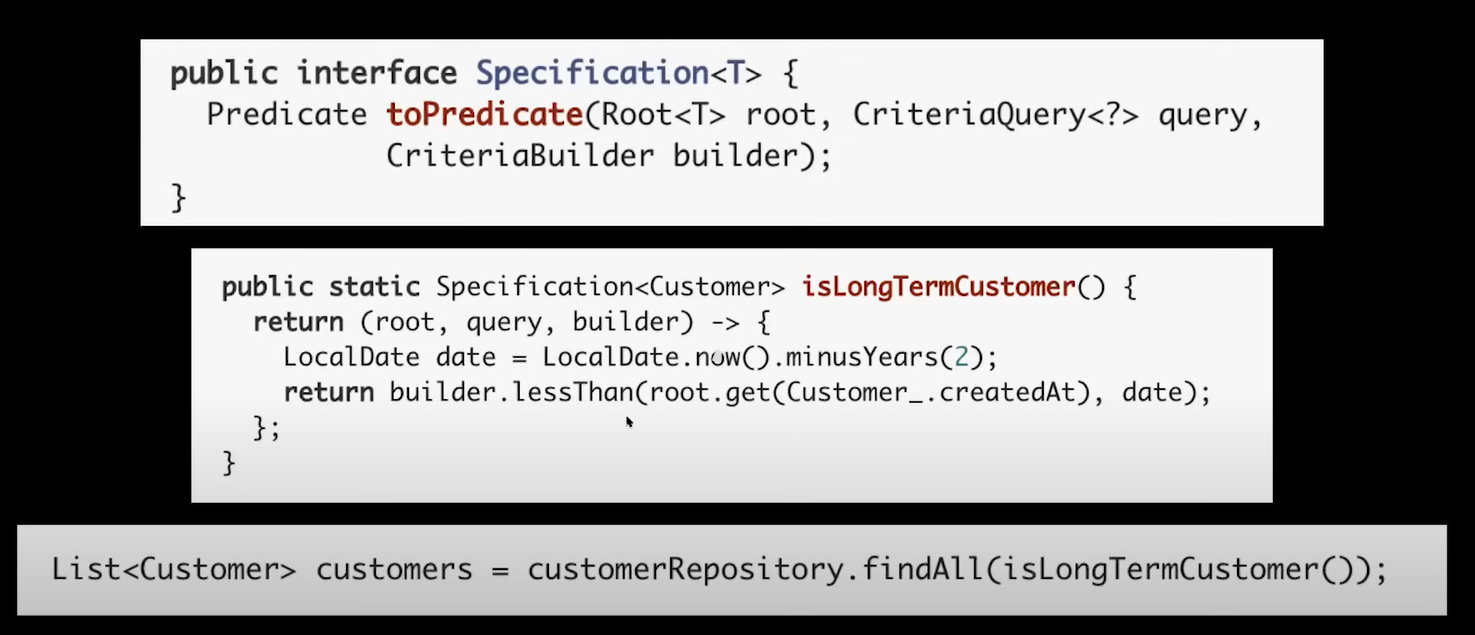 public interface Specification<T> {
Predicate toPredicate(Root<T> root, CriteriaQuery<?> query,
CriteriaBuilder builder);
}
public static Specification<Customer> isLongTermCustomer() {
return (root, query, builder) -> {
LocalDate date = LocalDate.now().minusYears(2);
return builder.lessThan(root.get(Customer_.createdAt), date);
};
}
List<Customer> customers = customerRepository.findAll(isLongTermCustomer());